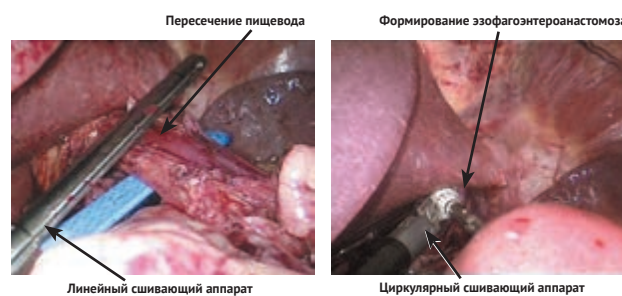 Пересечение пищевода
Формирование эзофагоэнтероанастомоза
Линейный сшивающий аппарат
Циркулярный сшивающий аппарат